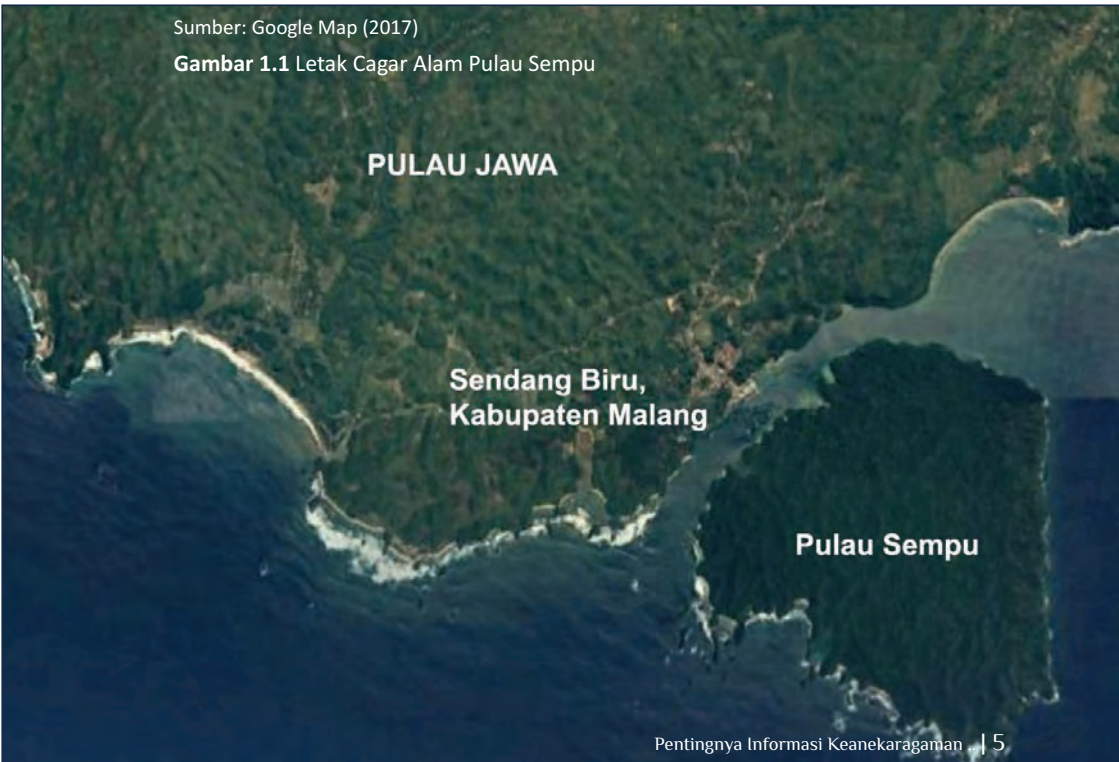 Sumber: Google Map (2017)
Gambar 1.1 Letak Cagar Alam Pulau Sempu
PULAU JAWA
Sendang Biru,
Kabupaten Malang
Pulau Sempu
Pentingnya Informasi Keanekaragaman .. | 5